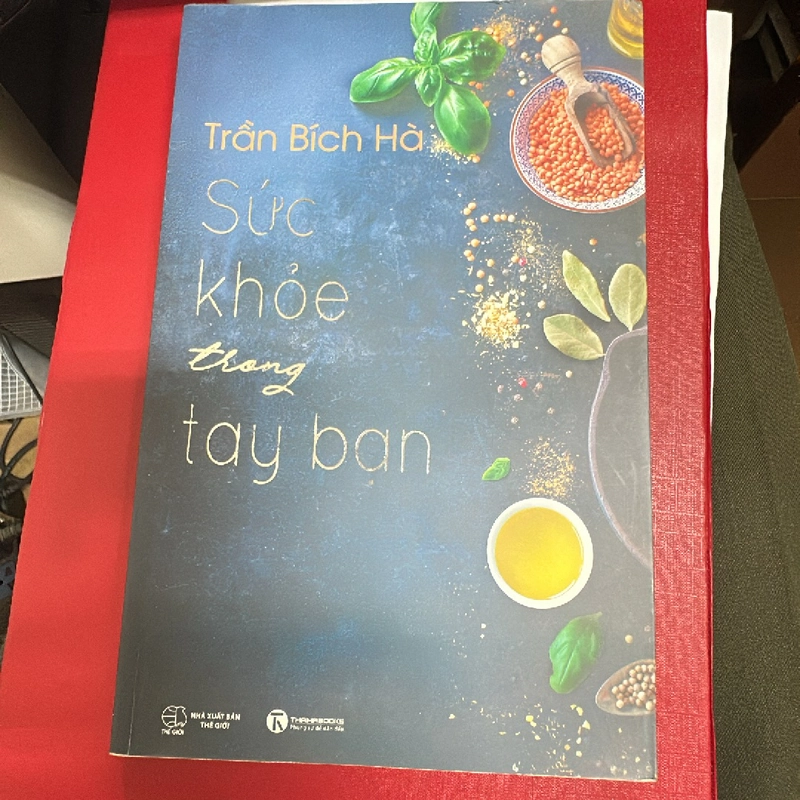 Trần Bích Hà
Sức
khỏe
trong
tay bạn
THẾ GIỚI
NHÀ XUẤT BẢN
THẾ GIỚI
THAIHABOOKS